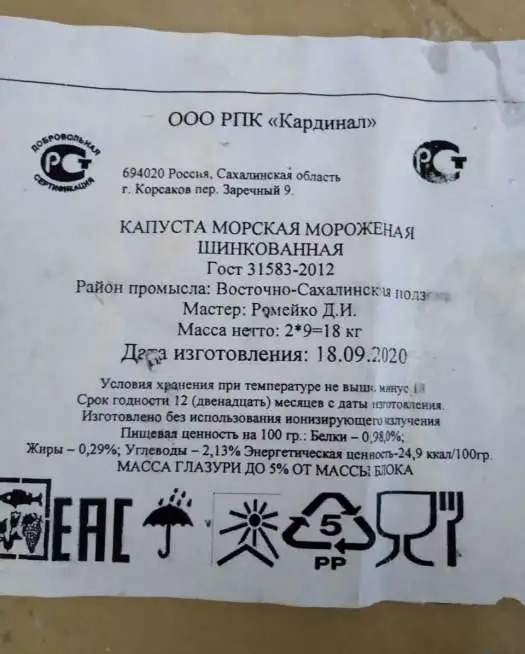 ООО РПК «Кардинал»
ДОБРОВОЛЬНАЯ
СЕРТИФИКАЦИЯ
694020 Россия, Сахалинская область
г. Корсаков пер. Заречный 9.
КАПУСТА МОРСКАЯ МОРОЖЕНАЯ
ШИНКОВАННАЯ
Гост 31583-2012
Район промысла: Восточно-Сахалинская
Мастер: Ромейко Д.И.
Масса нетто: 2*9=18 кг
Дата изготовления: 18.09.2020
Условия хранения при температуре не выше минус
Срок годности 12 (двенадцать) месяцев с даты изготовления.
Изготовлено без использования ионизирующего излучения
Пищевая ценность на 100 гр.: Белки – 0,98,0%;
Жиры – 0,29%; Углеводы – 2,13% Энергетическая ценность-24,9 ккал/100гр.
МАССА ГЛАЗУРИ ДО 5% ОТ МАССЫ БЛОКА
ЕАС
5
PP